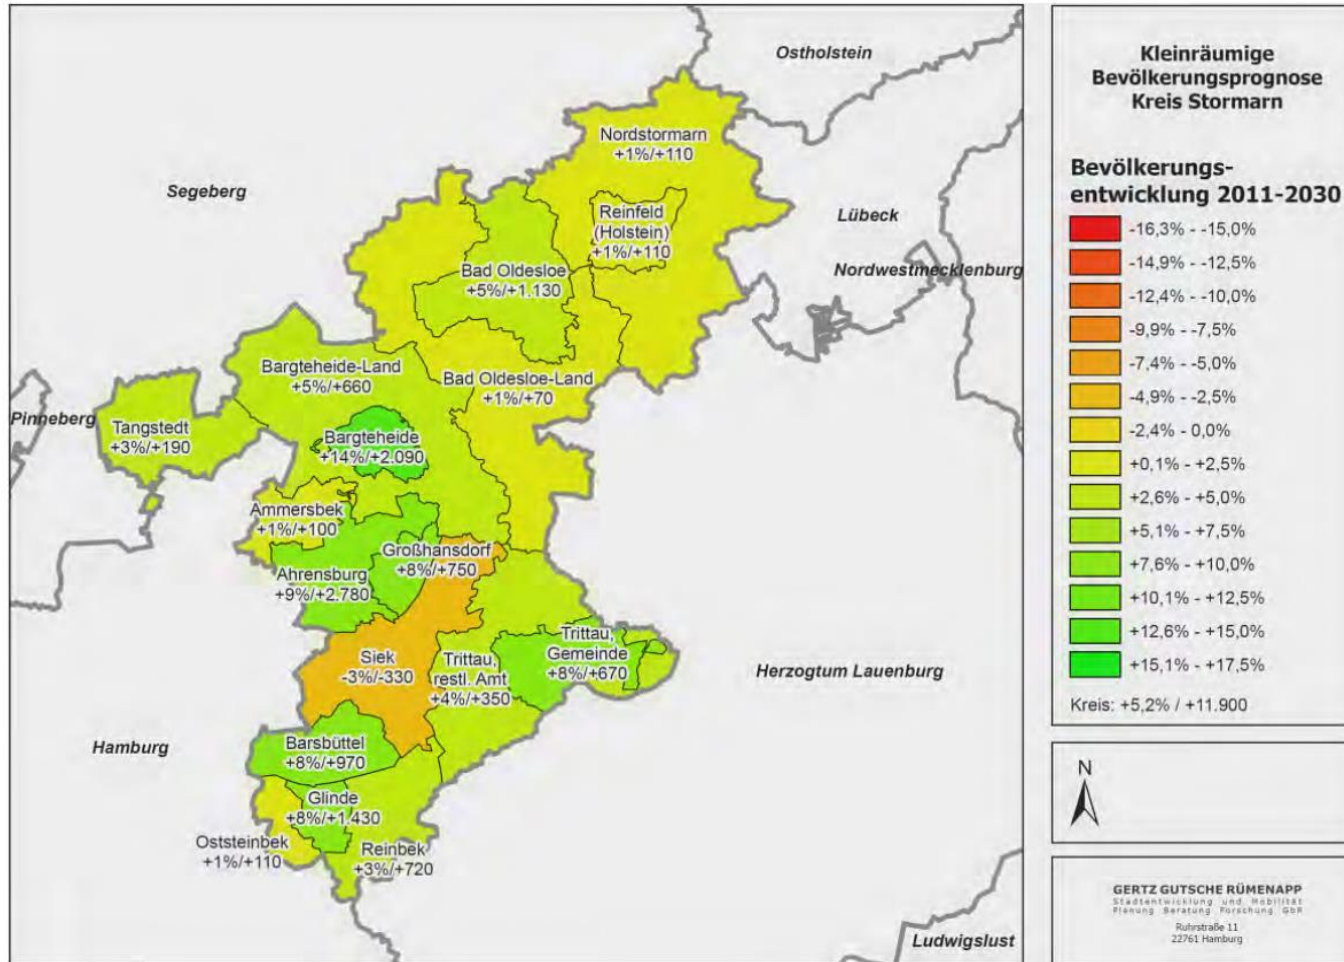 Ostholstein
Nordstormarn
+1%/+110
Segeberg
Reinfeld
(Holstein)
+1%/+110
Lübeck
Nordwestmecklenburg
Bad Oldesloe
+5%/+1.130
Bargteheide-Land
+5%/+660
Bad Oldesloe-Land
+1%/+70
Pinneberg
Tangstedt
+3%/+190
Bargteheide
+14%/+2.090
Ammersbek
+1%/+100
Großhansdorf
+8%/+750
Ahrensburg
+9%/+2.780
Siek
-3%/-330
Trittau,
restl. Amt
+4%/+350
Trittau,
Gemeinde
+8%/+670
Herzogtum Lauenburg
Hamburg
Barsbüttel
+8%/+970
Glinde
+8%/+1.430
Oststeinbek
+1%/+110
Reinbek
+3%/+720
Ludwigslust
Kleinräumige
Bevölkerungsprognose
Kreis Stormarn
Bevölkerungs-
entwicklung 2011-2030
-16,3% - -15,0%
-14,9% - -12,5%
-12,4% - -10,0%
-9,9% - -7,5%
-7,4% - -5,0%
-4,9% - -2,5%
-2,4% - 0,0%
+0,1% - +2,5%
+2,6% - +5,0%
+5,1% - +7,5%
+7,6% - +10,0%
+10,1% - +12,5%
+12,6% - +15,0%
+15,1% - +17,5%
Kreis: +5,2% / +11.900
N
GERTZ GUTSCHE RÜMENAPP
Stadtentwicklung und Mobilität
Planung Beratung Forschung GbR
Ruhrstraße 11
22761 Hamburg